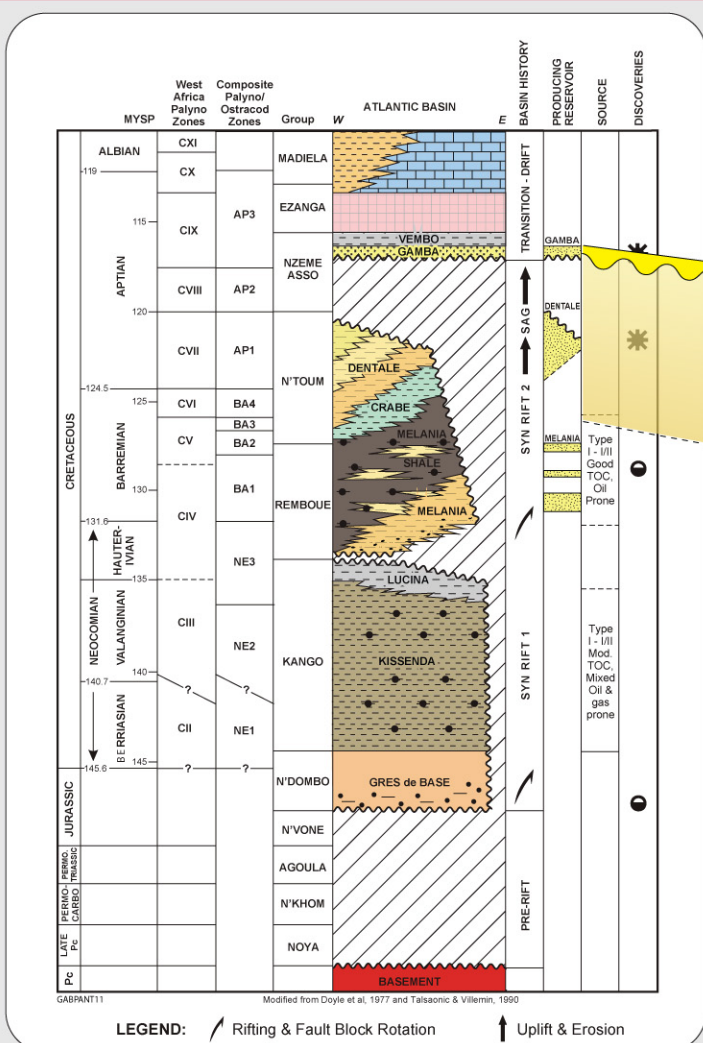 West
Africa
Palyno
Zones
Composite
Palyno/
Ostracod
Zones
MYSP
Group
ATLANTIC BASIN
W
E
BASIN HISTORY
PRODUCING
RESERVOIR
SOURCE
DISCOVERIES
CRETACEOUS
JURASSIC
PERMO.
TRIASSIC
PERMO-
CARBO
LATE
Pc
Pc
NEOCOMIAN
ALBIAN
APTIAN
BARREMIAN
HAUTER-
IVIAN
VALANGINIAN
BERRIASIAN
119
115
120
124.5
125
130
131.8
135
140
140.7
145
145.6
CXI
CX
CIX
CVIII
CVII
CVI
CV
CIV
CIII
?
CII
?
AP3
AP2
AP1
BA4
BA3
BA2
BA1
NE3
NE2
?
NE1
?
MADIELA
EZANGA
NZEME
ASSO
N'TOUM
REMBOUE
KANGO
N'DOMBO
N'VONE
AGOULA
N'KHOM
NOYA
VEMBO
GAMBA
DENTALE
CRABE
MELANIA
SHALE
MELANIA
LUCINA
KISSENDA
GRES de BASE
BASEMENT
TRANSITION - DRIFT
SAG
SYN RIFT 2
SYN RIFT 1
PRE-RIFT
GAMBA
DENTALE
MELANIA
Type
I - I/II
Good
TOC,
Oil
Prone
Type
I - I/II
Mod.
TOC,
Mixed
Oil &
gas
prone
GABPANT11
Modified from Doyle et al, 1977 and Talsaonic & Villemin, 1990
LEGEND: Rifting & Fault Block Rotation Uplift & Erosion